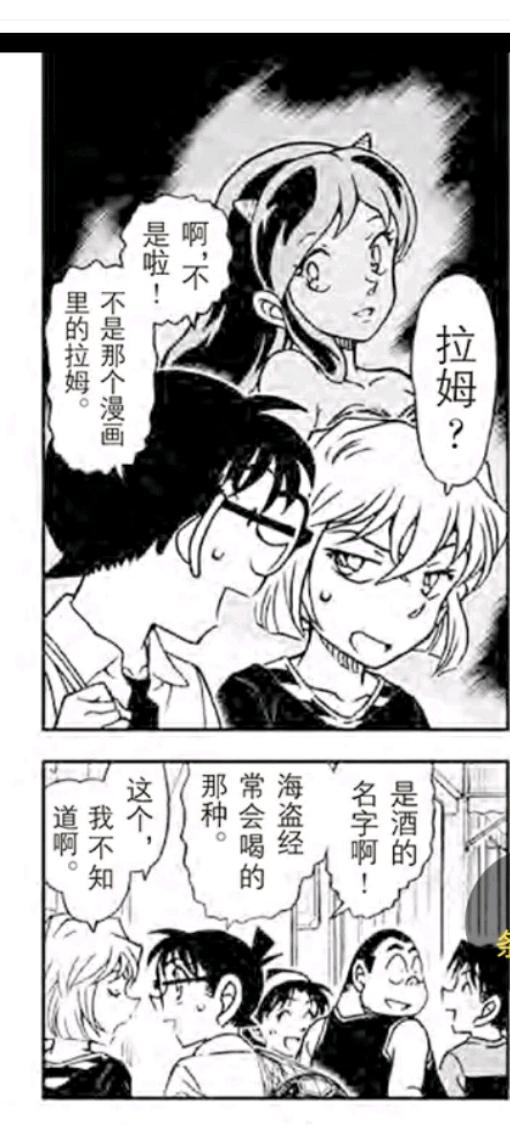 拉姆？
啊，不
是啦！
不是那个漫画
里的拉姆。
是酒的
名字啊！
海盗经
常会喝的
那种。
这个，
我不知
道啊。